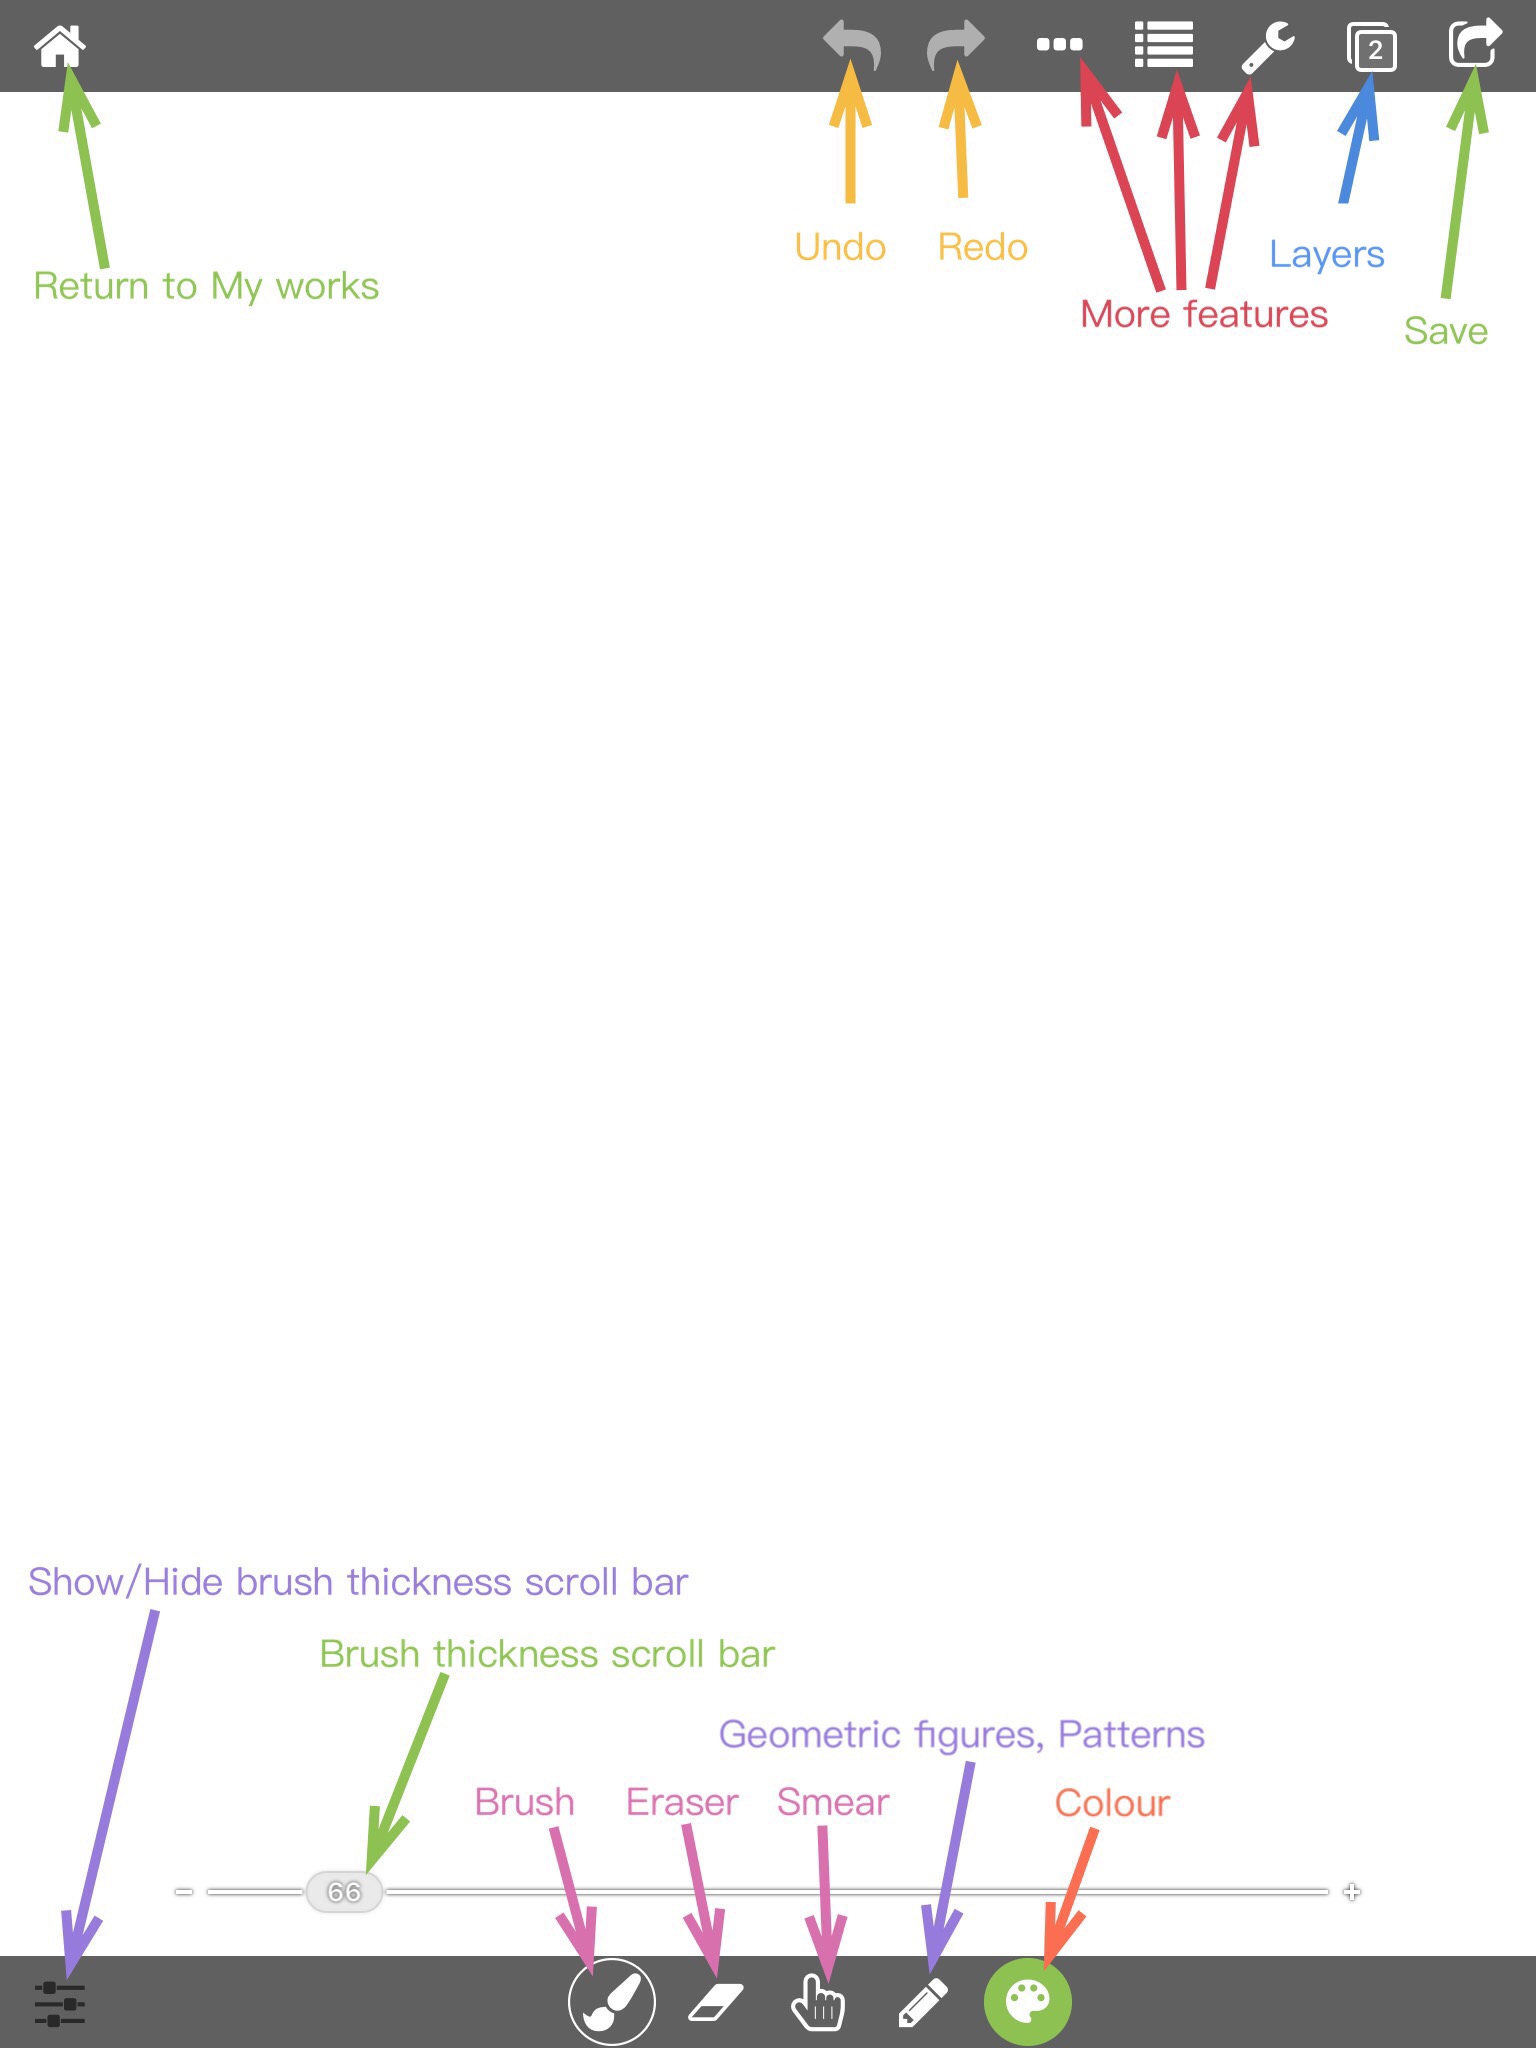 2
Undo
Redo
Layers
Return to My works
More features
Save
Show/Hide brush thickness scroll bar
Brush thickness scroll bar
Geometric figures, Patterns
Brush
Eraser
Smear
Colour
66